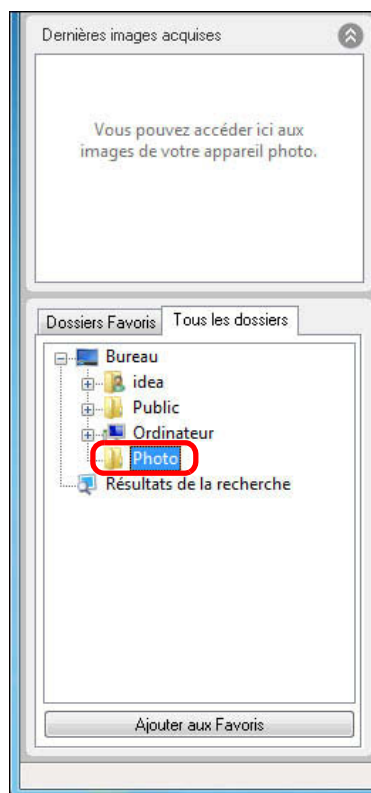 Dernières images acquises
Vous pouvez accéder ici aux
images de votre appareil photo.
Dossiers Favoris
Tous les dossiers
Bureau
idea
Public
Ordinateur
Photo
Résultats de la recherche
Ajouter aux Favoris